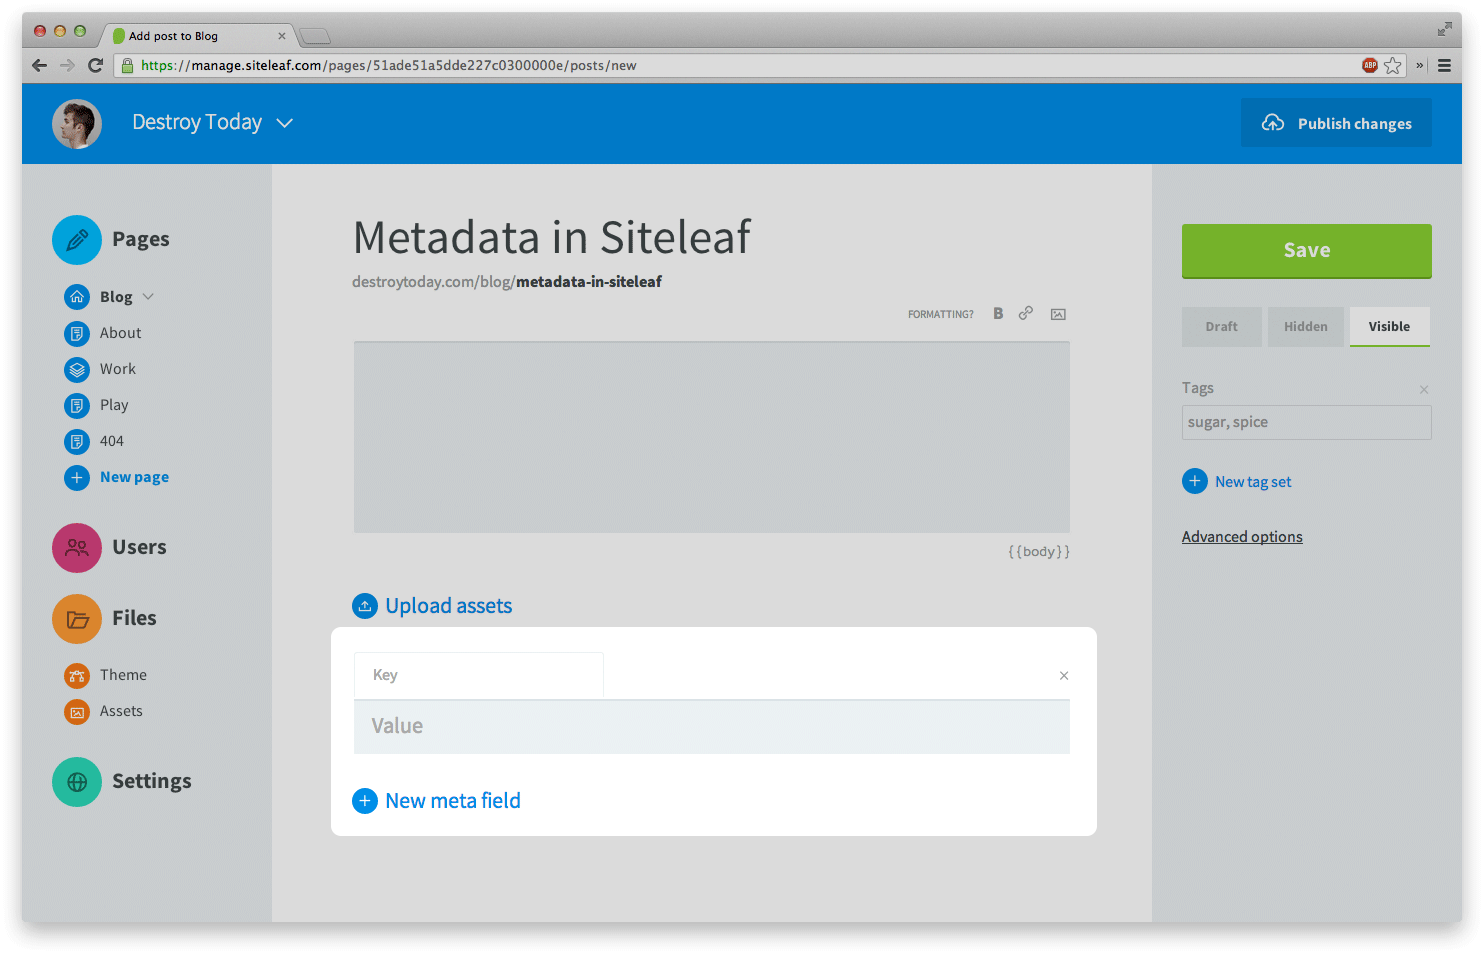 Add post to Blog
https://manage.siteleaf.com/pages/51ade51a5dde227c0300000e/posts/new
ABP
Destroy Today
Publish changes
Pages
Blog
About
Work
Play
404
New page
Users
Files
Theme
Assets
Settings
Metadata in Siteleaf
destroytoday.com/blog/metadata-in-siteleaf
FORMATTING? B
{{body}}
Upload assets
Key
Value
New meta field
Save
Draft Hidden Visible
Tags
sugar, spice
New tag set
Advanced options